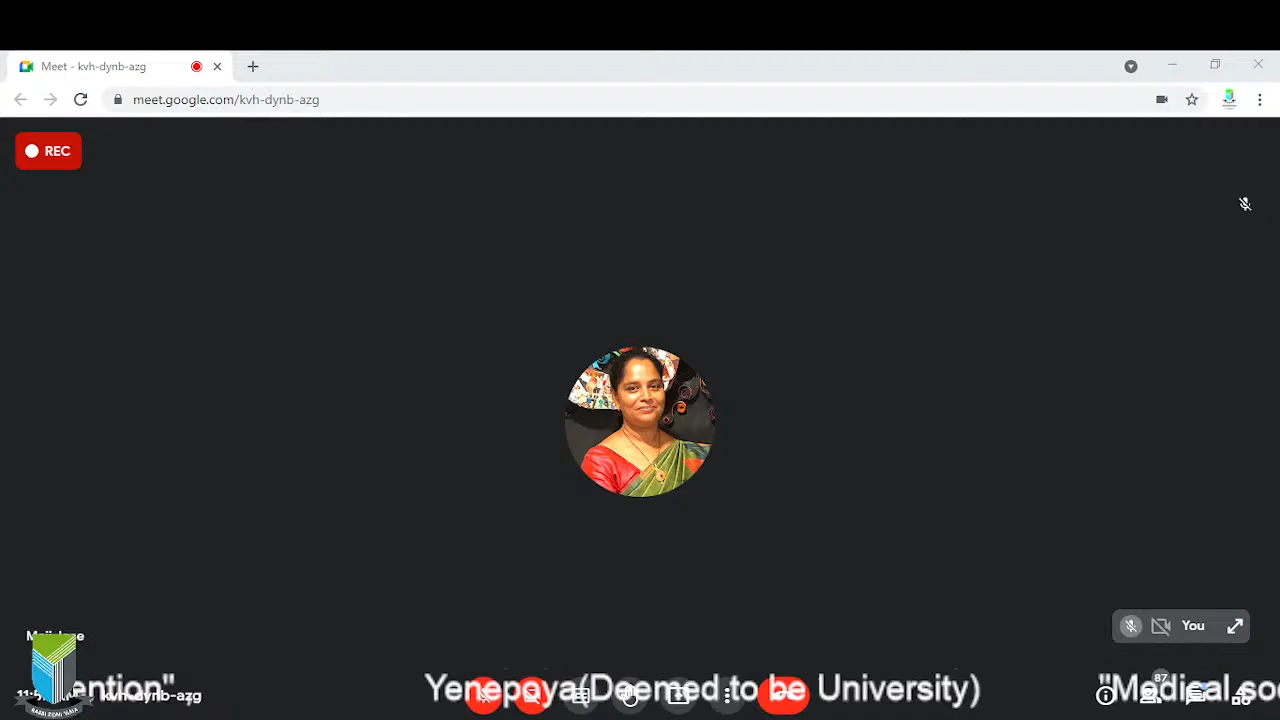 Meet - kvh-dynb-azg
meet.google.com/kvh-dynb-azg
REC
You
87
ention" kvh-dynb-azg Yenepoya(Deemed to be University) "Medical so